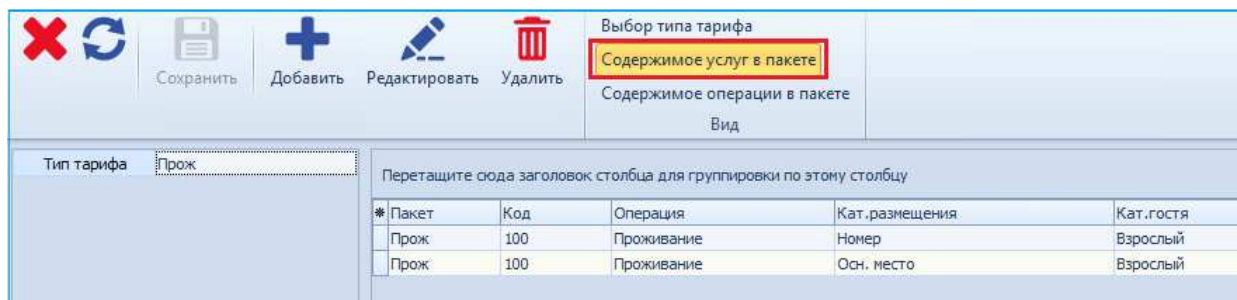 Выбор типа тарифа
Содержимое услуг в пакете
Сохранить Добавить Редактировать Удалить
Содержимое операции в пакете
Вид
Тип тарифа Прож
Перетащите сюда заголовок столбца для группировки по этому столбцу
Пакет Код Операция Кат.размещения Кат.гостя
Прож 100 Проживание Номер Взрослый
Прож 100 Проживание Осн. место Взрослый